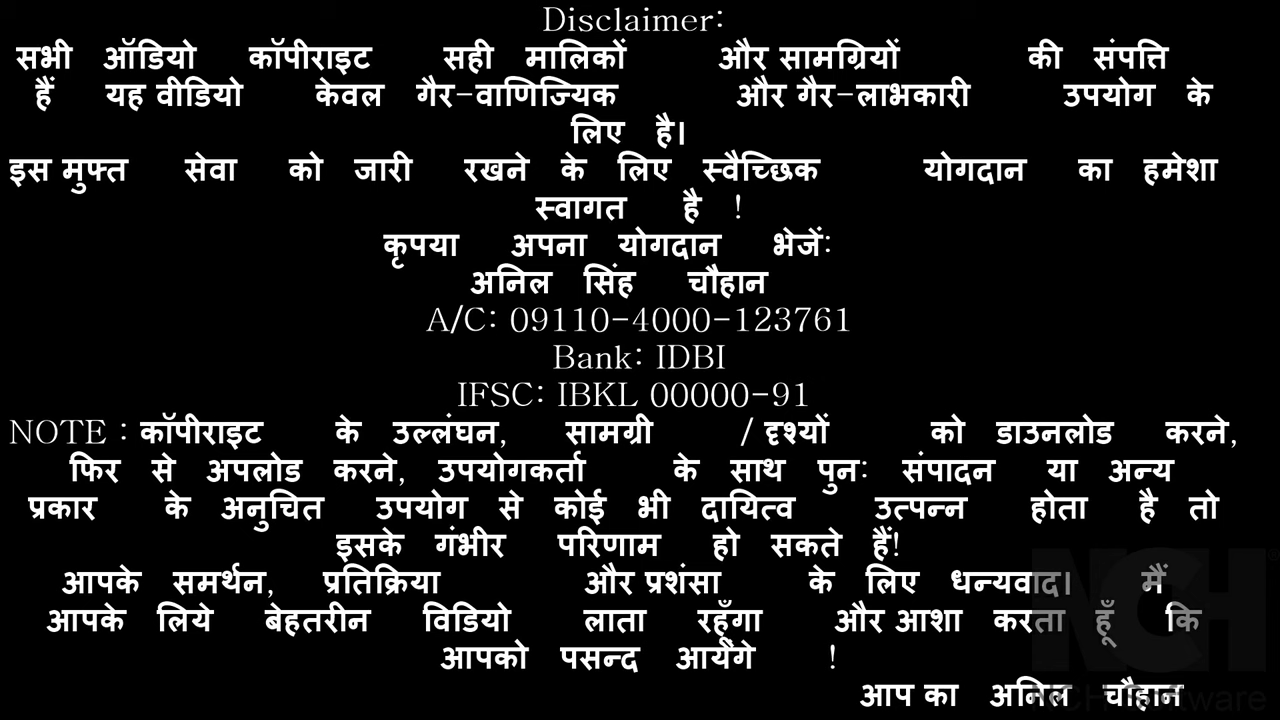 Disclaimer:
सभी ऑडियो कॉपीराइट सही मालिकों और सामग्रियों की संपत्ति
हैं यह वीडियो केवल गैर-वाणिज्यिक और गैर-लाभकारी उपयोग के
लिए है।
इस मुफ्त सेवा को जारी रखने के लिए स्वैच्छिक योगदान का हमेशा
स्वागत है !
कृपया अपना योगदान भेजें:
अनिल सिंह चौहान
A/C: 09110-4000-123761
Bank: IDBI
IFSC: IBKL 00000-91
NOTE : कॉपीराइट के उल्लंघन, सामग्री / दृश्यों को डाउनलोड करने,
फिर से अपलोड करने, उपयोगकर्ता के साथ पुन: संपादन या अन्य
प्रकार के अनुचित उपयोग से कोई भी दायित्व उत्पन्न होता है तो
इसके गंभीर परिणाम हो सकते हैं!
आपके समर्थन, प्रतिक्रिया और प्रशंसा के लिए धन्यवाद। मैं
आपके लिये बेहतरीन विडियो लाता रहूँगा और आशा करता हूँ कि
आपको पसन्द आयेंगे !
आप का अनिल चौहान
NCH
NCH Software